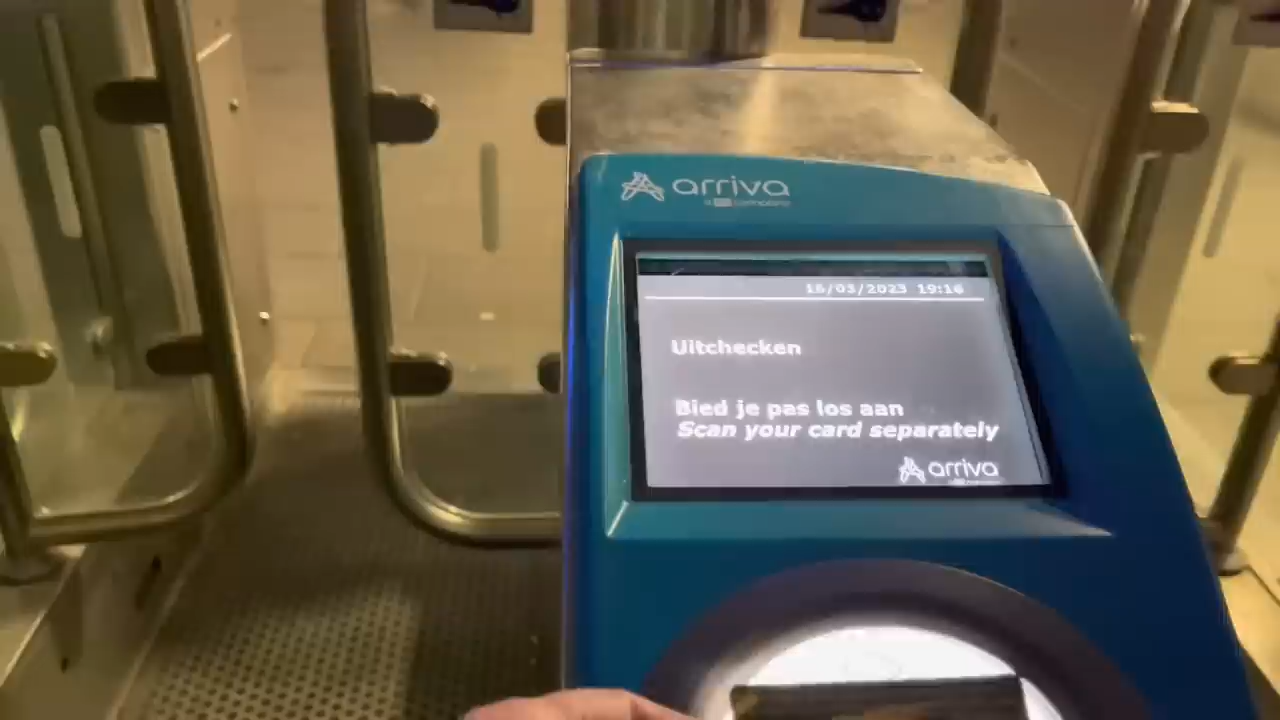 arriva
16/03/2023 19:16
Uitchecken
Bied je pas los aan
Scan your card separately
arriva